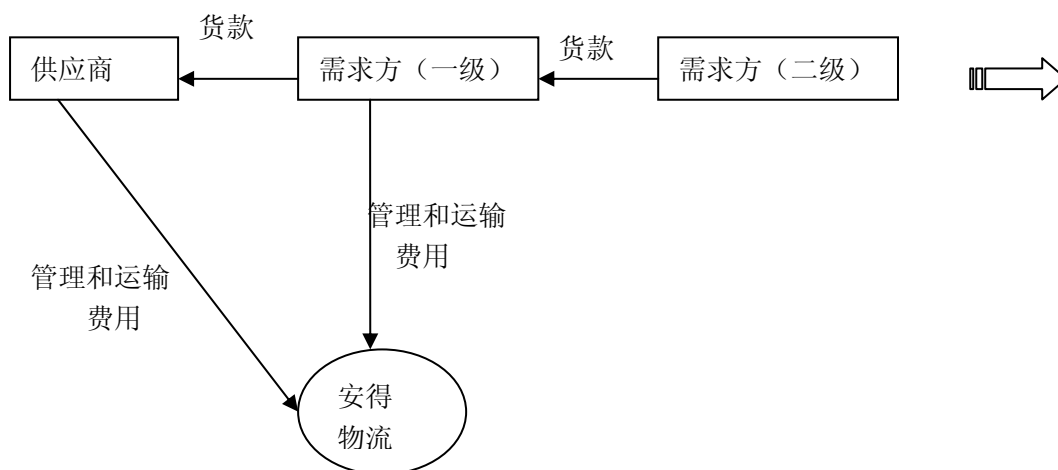 货款
货款
供应商
需求方（一级）
需求方（二级）
管理和运输
费用
管理和运输
费用
安得
物流